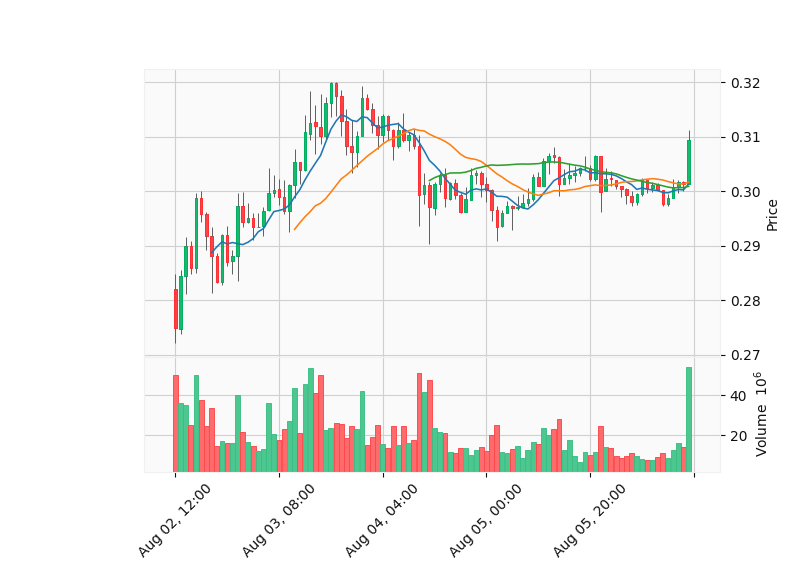 0.32
0.31
0.30
0.29
0.28
0.27
Price
40
20
Volume 10^6
Aug 02, 12:00
Aug 03, 08:00
Aug 04, 04:00
Aug 05, 00:00
Aug 05, 20:00